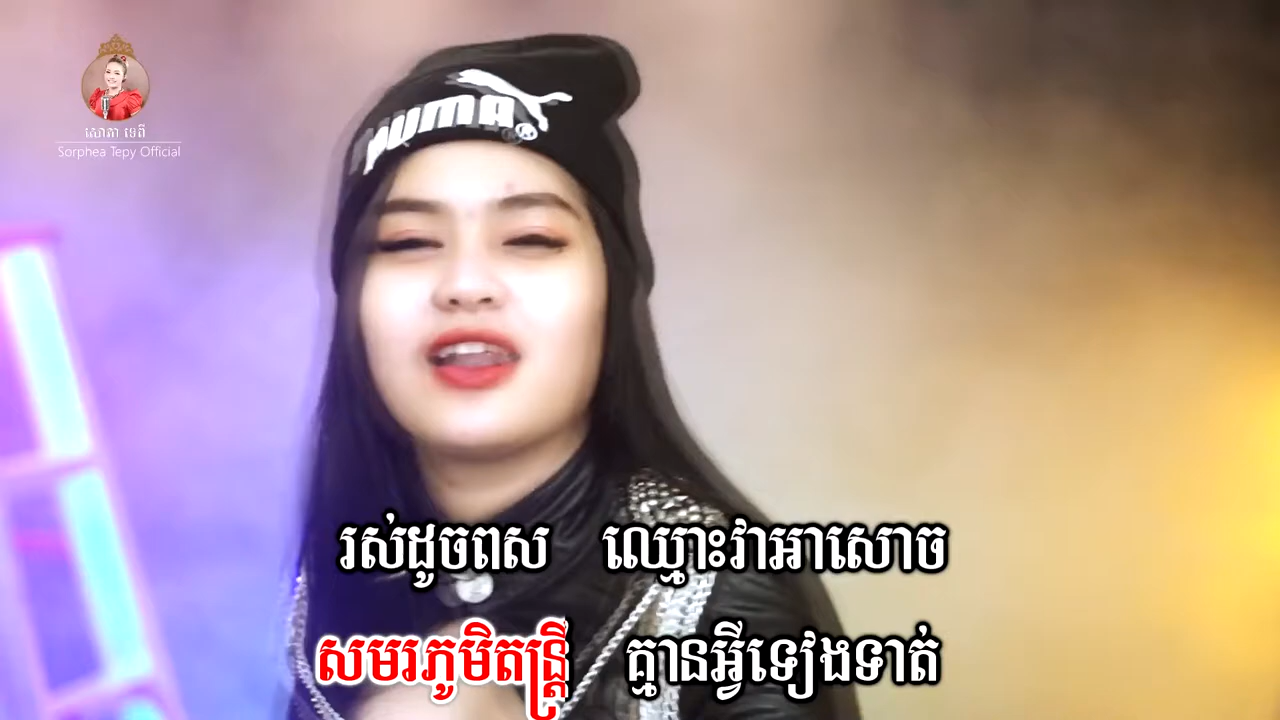 សោភា ទេពី
Sorphea Tepy Official
PUMA
រស់ដូចពស ឈ្មោះវាអាសោច
សមរភូមិតន្ត្រី គ្មានអ្វីទៀងទាត់